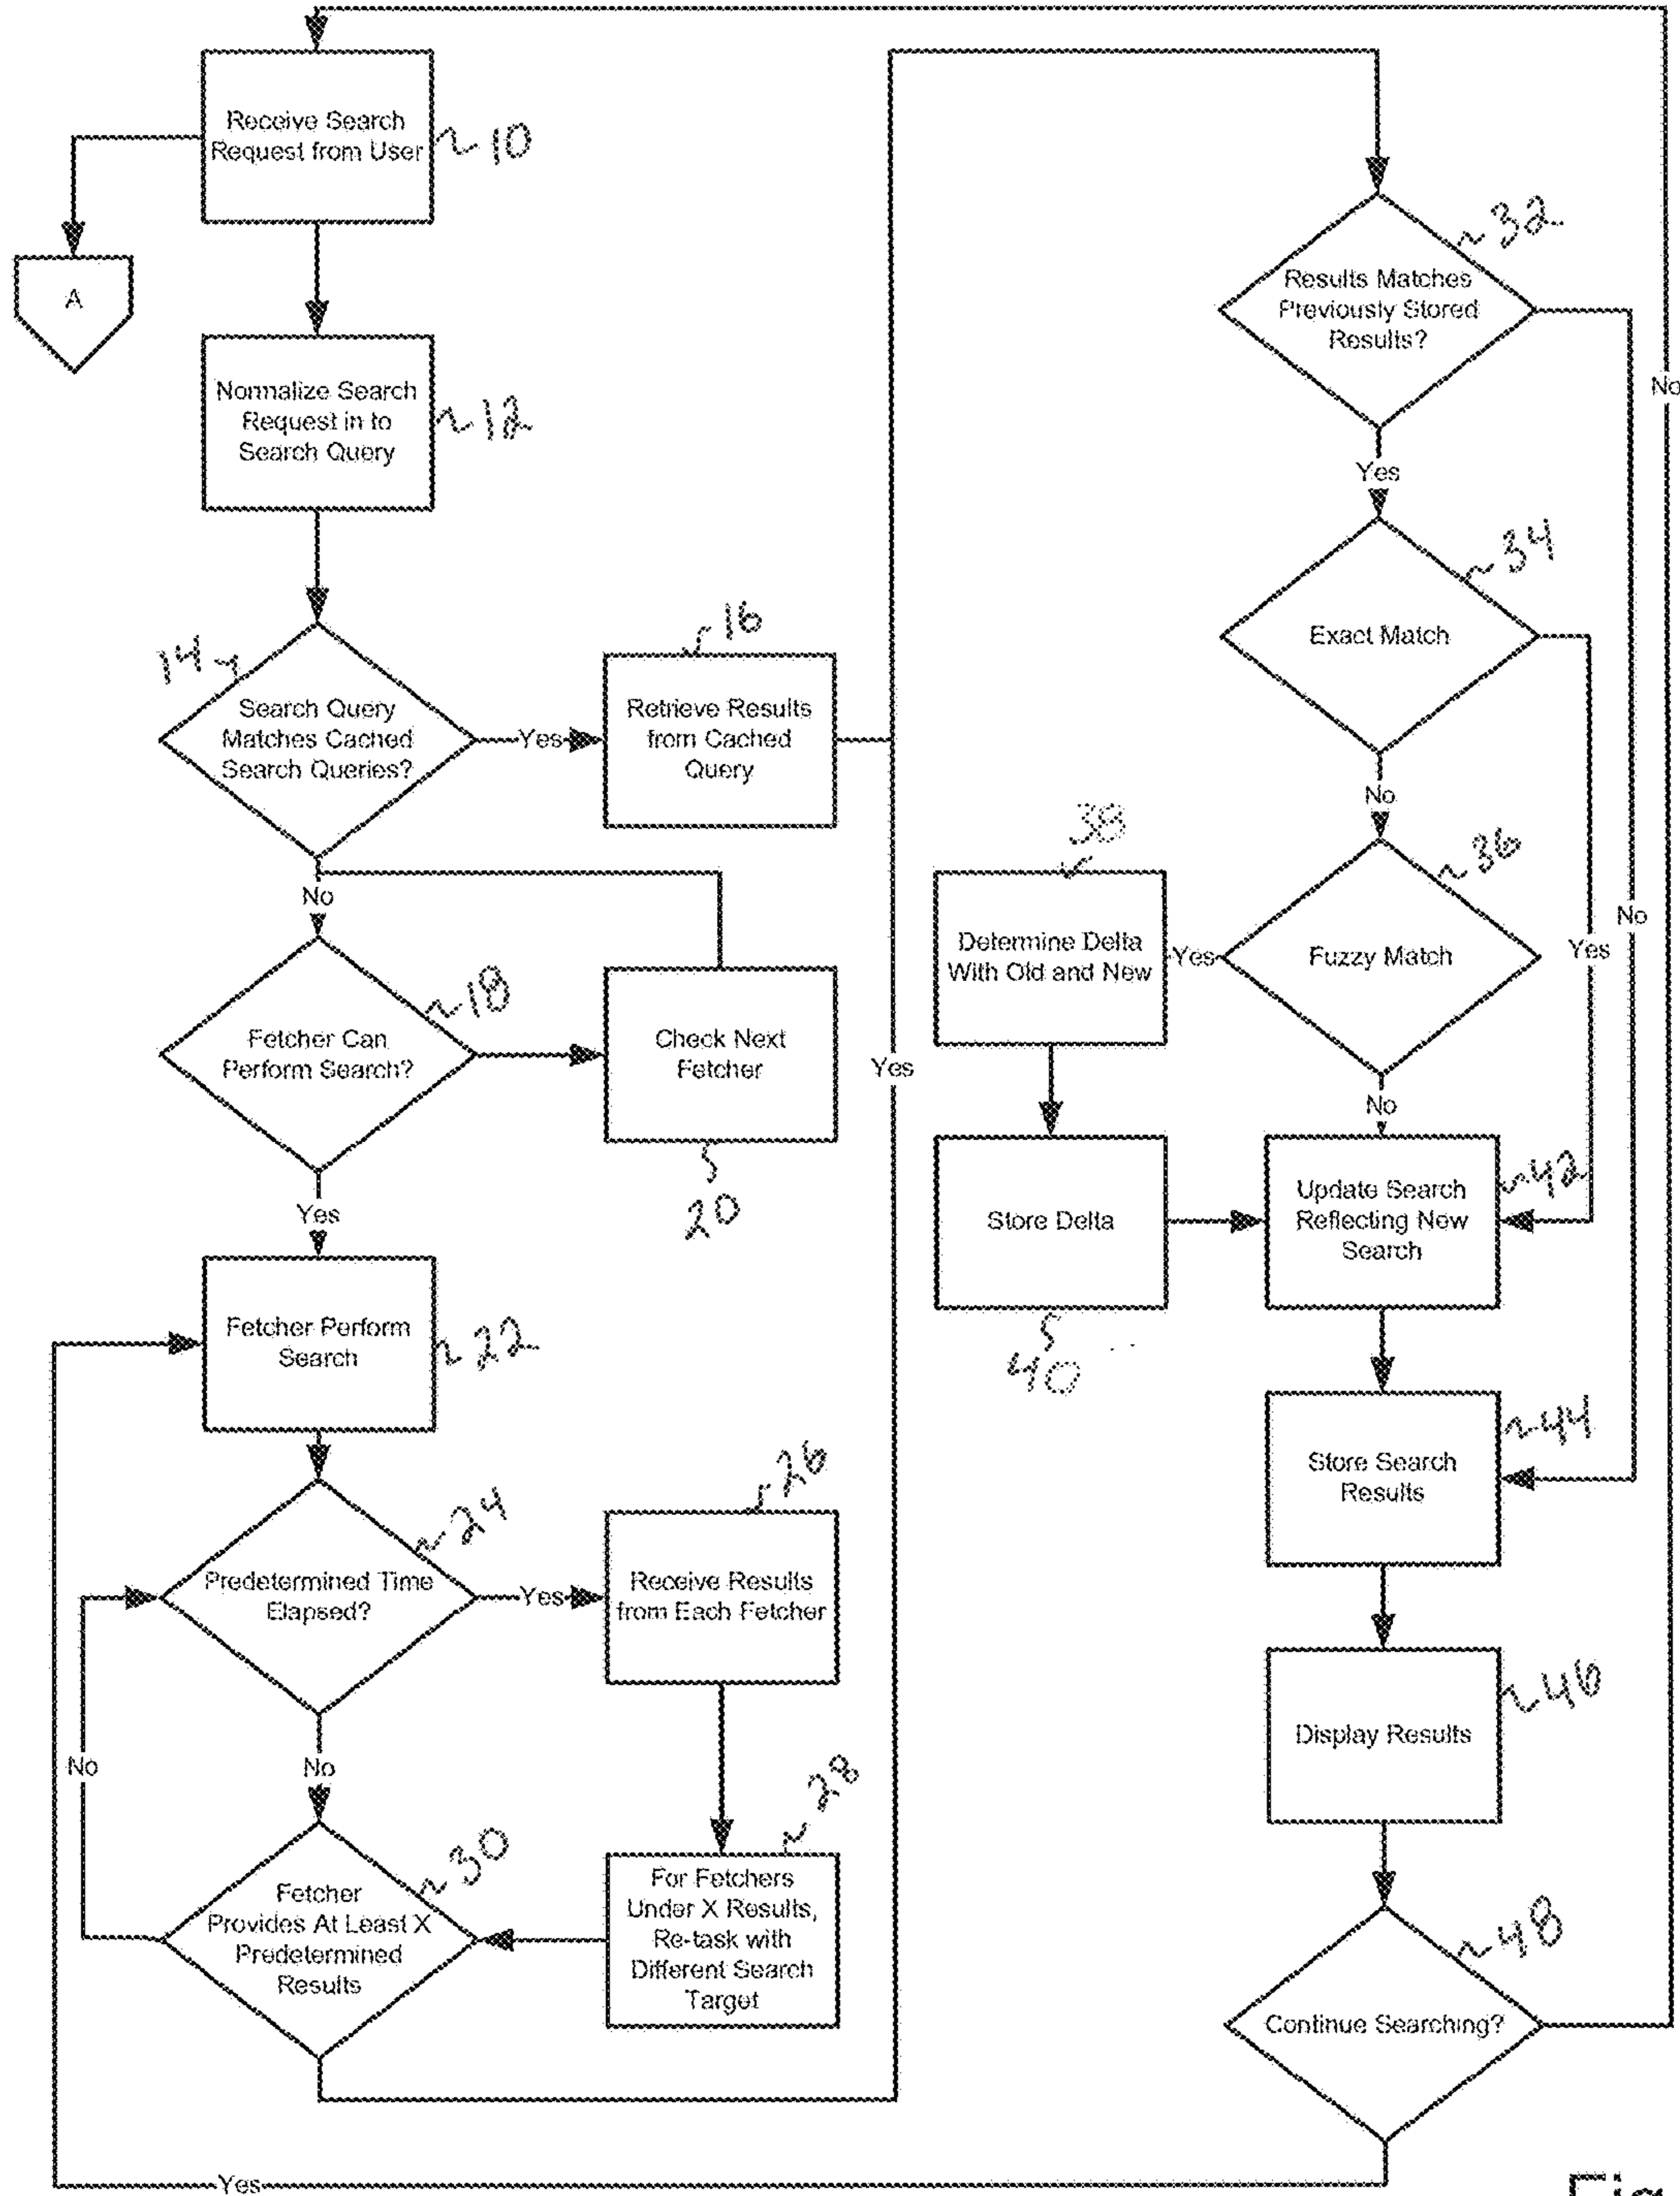 Receive Search
Request from User
10
A
Normalize Search
Request in to
Search Query
12
14
Search Query
Matches Cached
Search Queries?
Yes
16
Retrieve Results
from Cached
Query
No
18
Fetcher Can
Perform Search?
Check Next
Fetcher
20
Yes
Fetcher Perform
Search
22
24
Predetermined Time
Elapsed?
Yes
26
Receive Results
from Each Fetcher
No
No
28
For Fetchers
Under X Results,
Re-task with
Different Search
Target
30
Fetcher
Provides At Least X
Predetermined
Results
Yes
32
Results Matches
Previously Stored
Results?
No
Yes
34
Exact Match
No
36
Fuzzy Match
Yes
38
Determine Delta
With Old and New
Yes
No
No
Store Delta
40
Update Search
Reflecting New
Search
42
Store Search
Results
44
Display Results
46
48
Continue Searching?
Yes
Fig